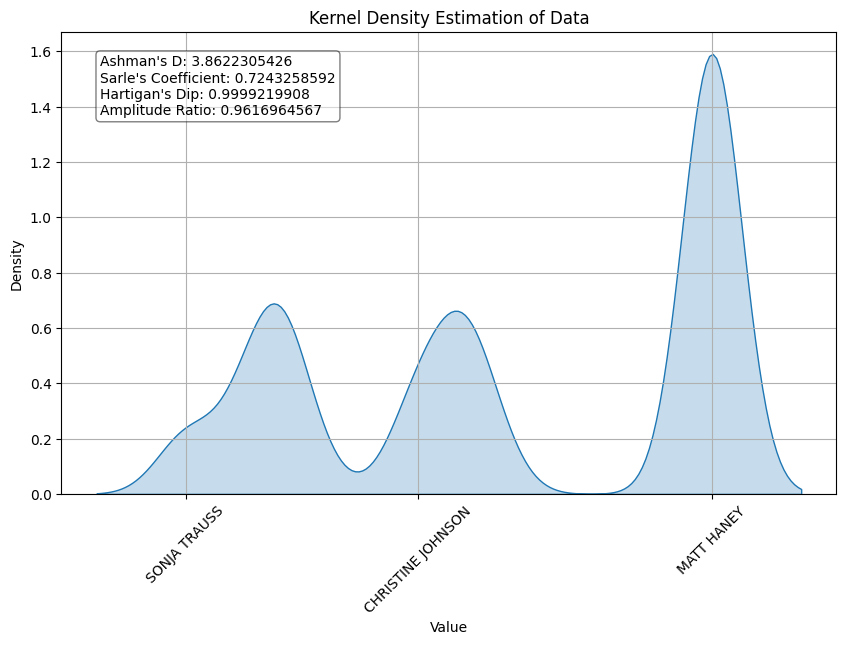 Kernel Density Estimation of Data
Ashman's D: 3.8622305426
Sarle's Coefficient: 0.7243258592
Hartigan's Dip: 0.9999219908
Amplitude Ratio: 0.9616964567
Density
1.6
1.4
1.2
1.0
0.8
0.6
0.4
0.2
0.0
SONJA TRAUSS
CHRISTINE JOHNSON
MATT HANEY
Value